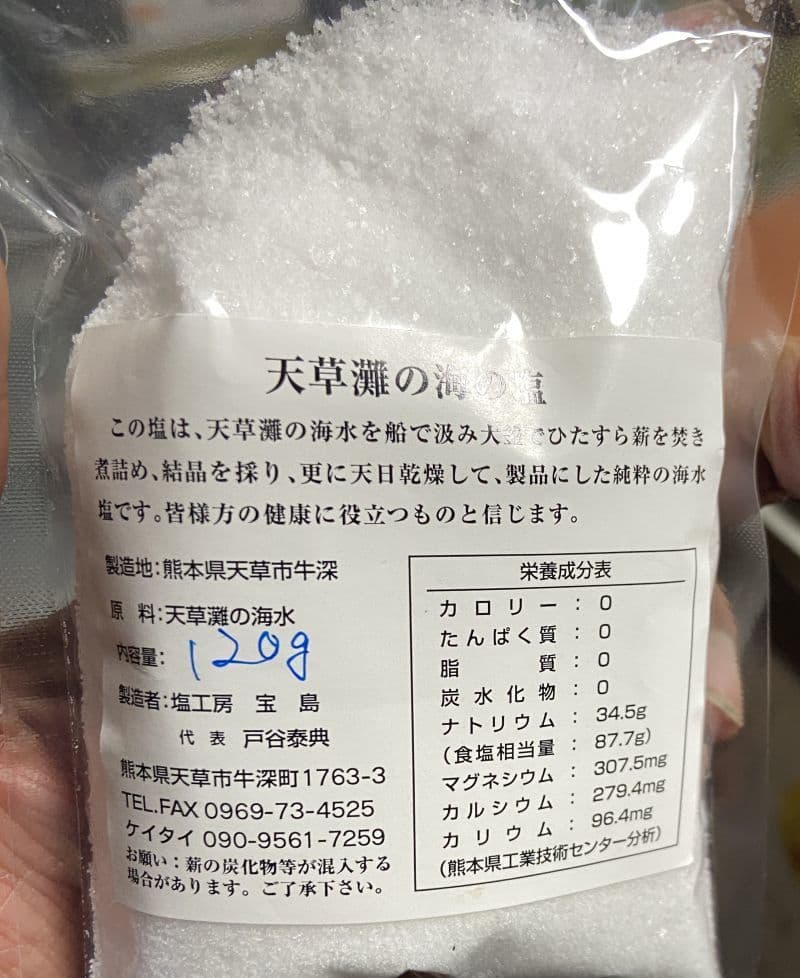 天草灘の海の塩
この塩は、天草灘の海水を船で汲み大釜でひたすら薪を焚き
煮詰め、結晶を採り、更に天日乾燥して、製品にした純粋の海水
塩です。皆様方の健康に役立つものと信じます。
製造地:熊本県天草市牛深
原 料:天草灘の海水
内容量: 120g
製造者:塩工房 宝 島
代 表 戸谷泰典
熊本県天草市牛深町1763-3
TEL.FAX 0969-73-4525
ケイタイ 090-9561-7259
お願い:薪の炭化物等が混入する
場合があります。ご了承下さい。
栄養成分表
カロリー:0
たんぱく質:0
脂 質:0
炭水化物:0
ナトリウム:34.5g
(食塩相当量:87.7g)
マグネシウム:307.5mg
カルシウム:279.4mg
カリウム:96.4mg
(熊本県工業技術センター分析)